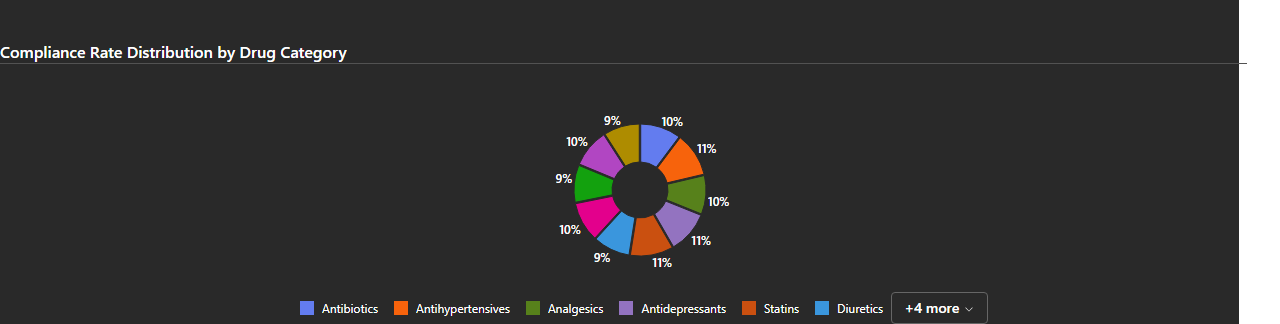 Compliance Rate Distribution by Drug Category
9% 10%
10% 11%
9% 10%
10% 11%
9% 11%
Antibiotics Antihypertensives Analgesics Antidepressants Statins Diuretics +4 more